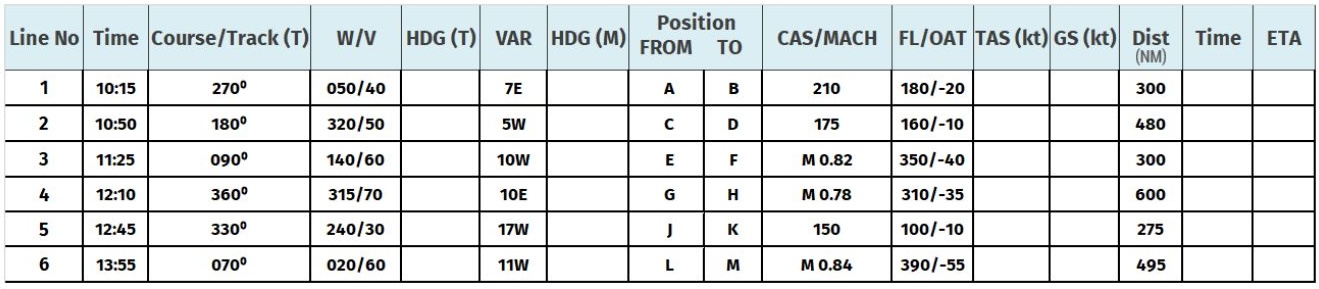 Line No Time Course/Track (T) W/V HDG (T) VAR HDG (M) Position FROM TO CAS/MACH FL/OAT TAS (kt) GS (kt) Dist (NM) Time ETA
1 10:15 270⁰ 050/40 7E A B 210 180/-20 300
2 10:50 180⁰ 320/50 5W C D 175 160/-10 480
3 11:25 090⁰ 140/60 10W E F M 0.82 350/-40 300
4 12:10 360⁰ 315/70 10E G H M 0.78 310/-35 600
5 12:45 330⁰ 240/30 17W J K 150 100/-10 275
6 13:55 070⁰ 020/60 11W L M M 0.84 390/-55 495